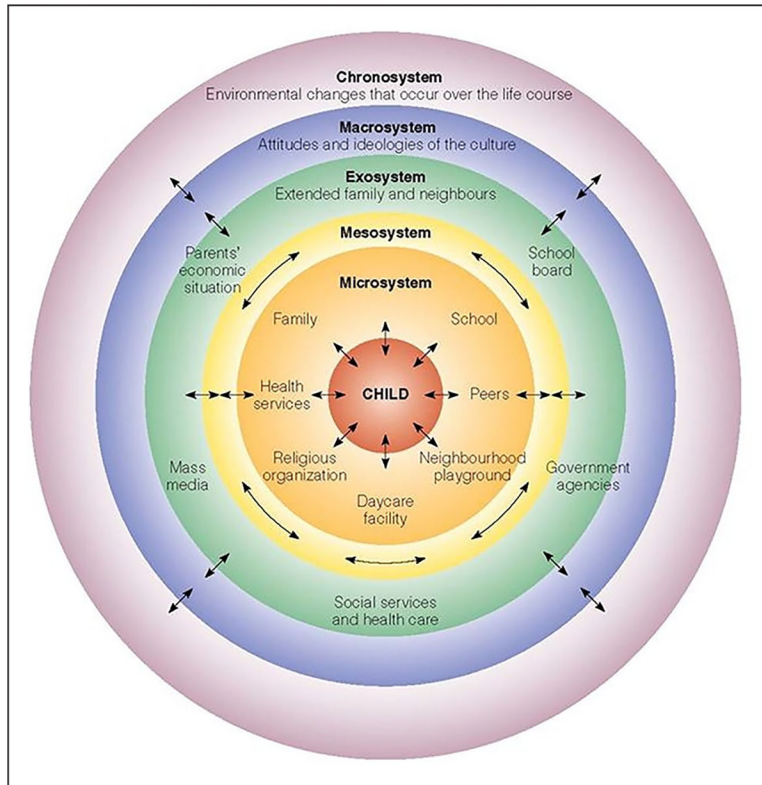 Chronosystem
Environmental changes that occur over the life course
Macrosystem
Attitudes and ideologies of the culture
Exosystem
Extended family and neighbours
Mesosystem
Parents'
economic
situation
School
board
Microsystem
Family
School
Health
services
CHILD
Peers
Religious
organization
Neighbourhood
playground
Mass
media
Government
agencies
Daycare
facility
Social services
and health care